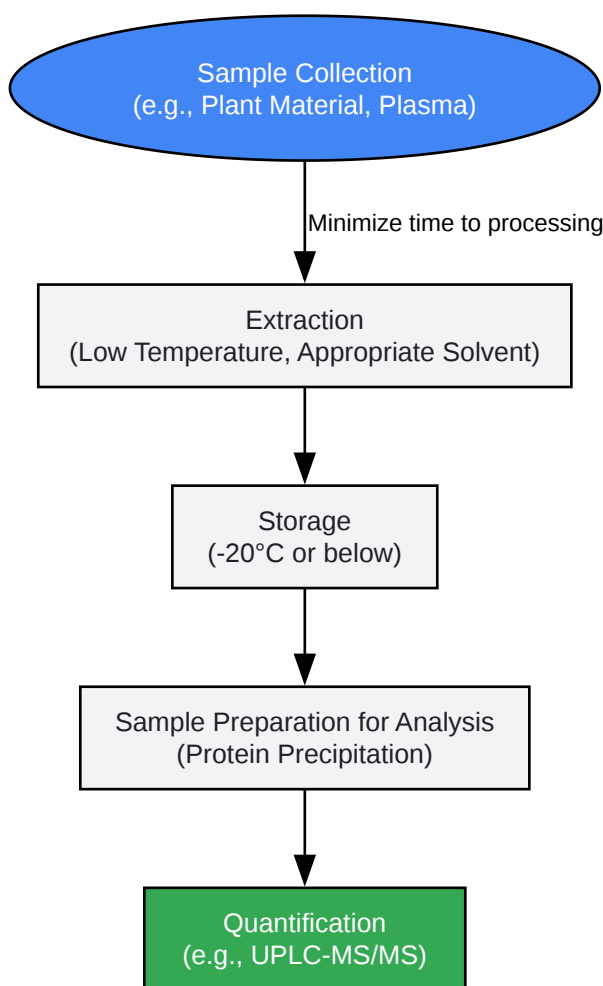 Sample Collection
(e.g., Plant Material, Plasma)
Minimize time to processing
Extraction
(Low Temperature, Appropriate Solvent)
Storage
(-20°C or below)
Sample Preparation for Analysis
(Protein Precipitation)
Quantification
(e.g., UPLC-MS/MS)